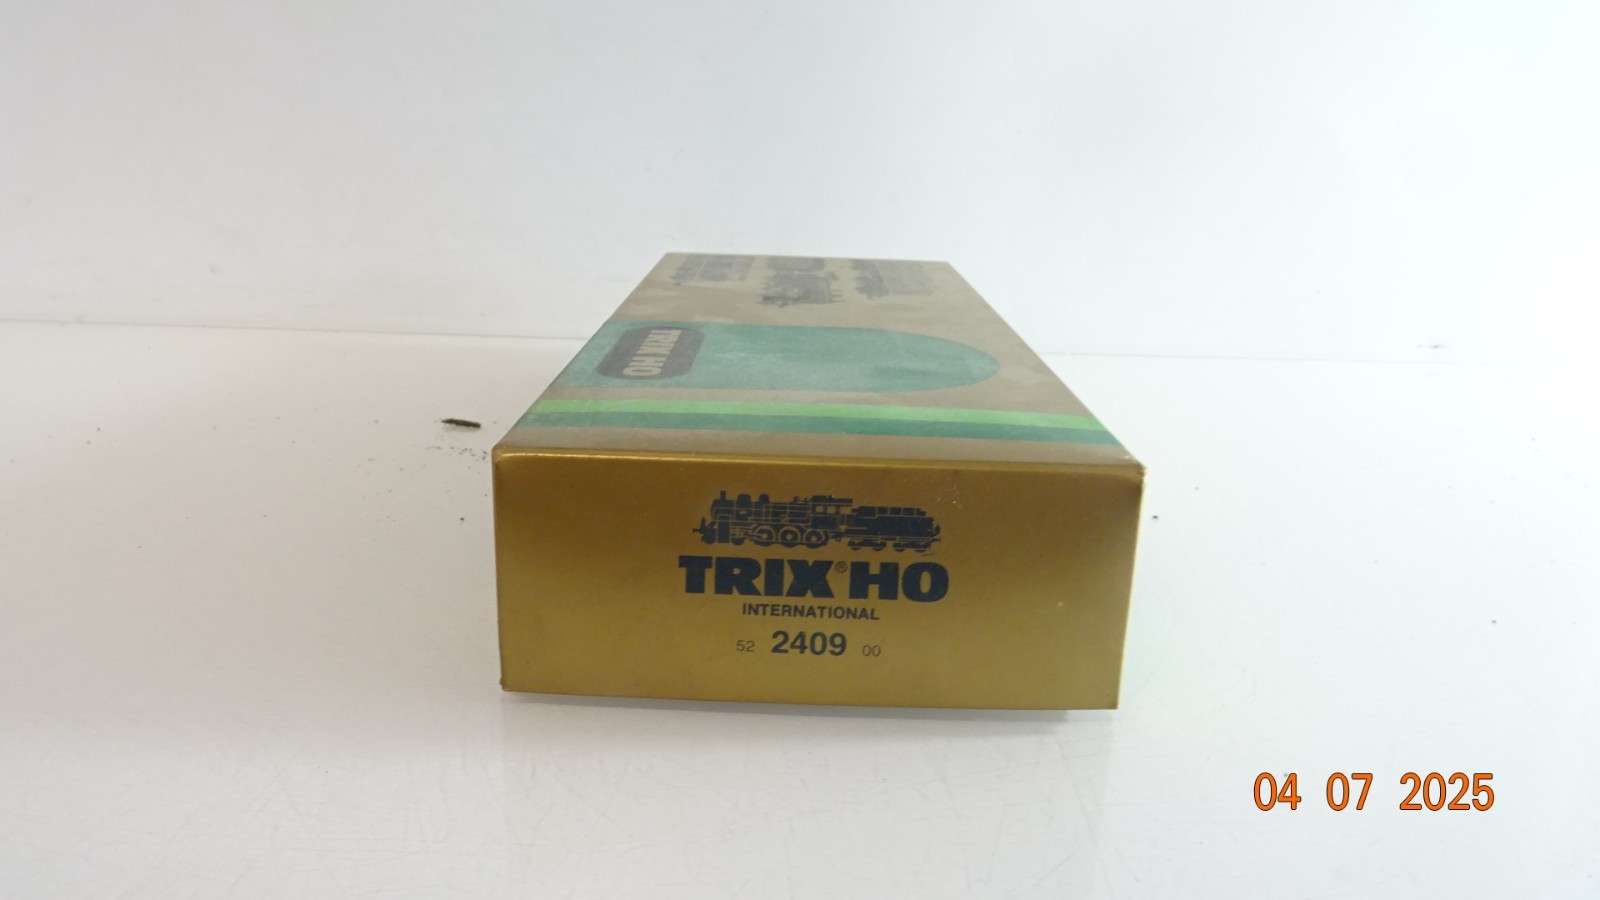 TRIX HO
TRIX® HO
INTERNATIONAL
52 2409 00
04 07 2025